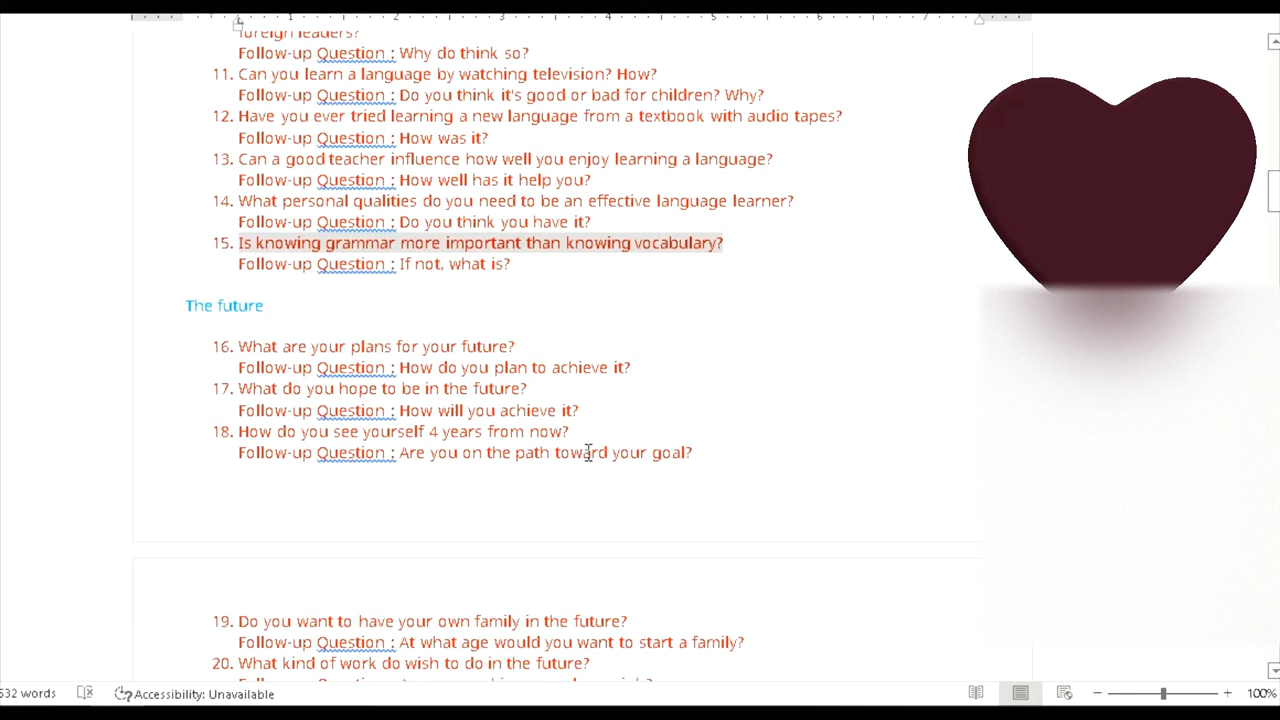 foreign leaders?
Follow-up Question : Why do think so?
11. Can you learn a language by watching television? How?
Follow-up Question : Do you think it's good or bad for children? Why?
12. Have you ever tried learning a new language from a textbook with audio tapes?
Follow-up Question : How was it?
13. Can a good teacher influence how well you enjoy learning a language?
Follow-up Question : How well has it help you?
14. What personal qualities do you need to be an effective language learner?
Follow-up Question : Do you think you have it?
15. Is knowing grammar more important than knowing vocabulary?
Follow-up Question : If not, what is?
The future
16. What are your plans for your future?
Follow-up Question : How do you plan to achieve it?
17. What do you hope to be in the future?
Follow-up Question : How will you achieve it?
18. How do you see yourself 4 years from now?
Follow-up Question : Are you on the path toward your goal?
19. Do you want to have your own family in the future?
Follow-up Question : At what age would you want to start a family?
20. What kind of work do wish to do in the future?
532 words Accessibility: Unavailable 100%